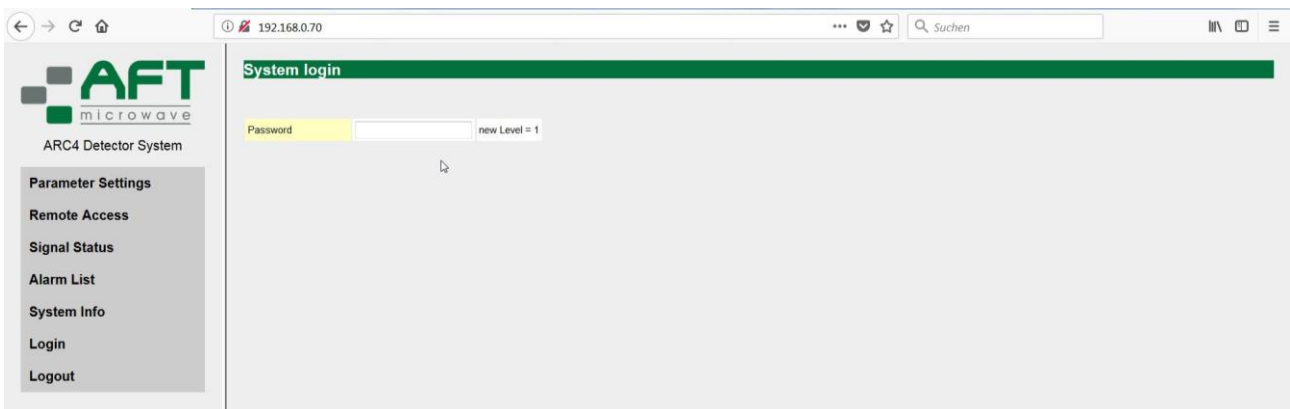 192.168.0.70
Suchen
AFT
microwave
ARC4 Detector System
Parameter Settings
Remote Access
Signal Status
Alarm List
System Info
Login
Logout
System login
Password
new Level = 1